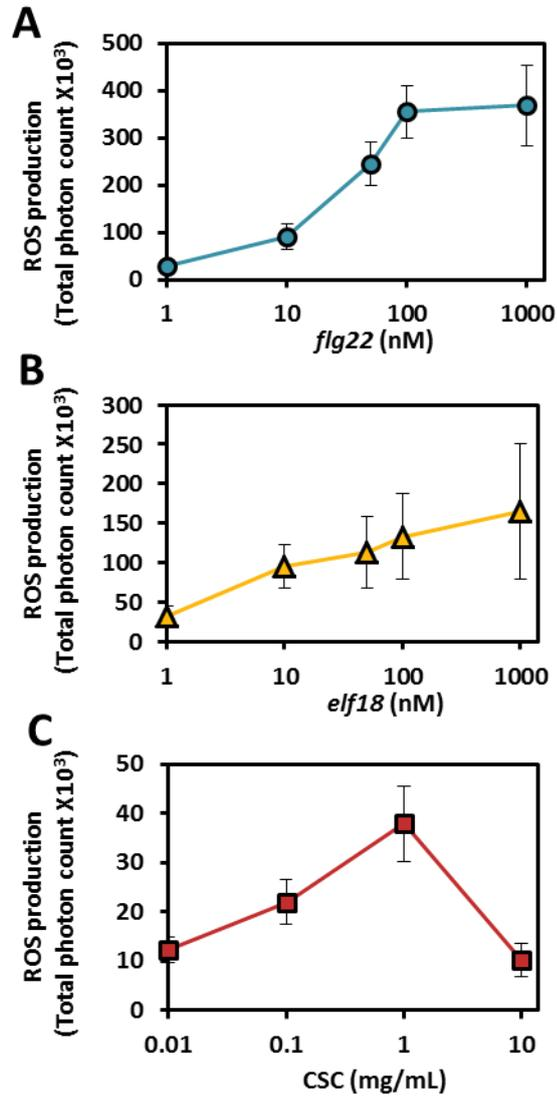 A
ROS production
(Total photon count X10³)
500
400
300
200
100
0
1 10 100 1000
flg22 (nM)
B
ROS production
(Total photon count X10³)
300
250
200
150
100
50
0
1 10 100 1000
elf18 (nM)
C
ROS production
(Total photon count X10³)
50
40
30
20
10
0
0.01 0.1 1 10
CSC (mg/mL)